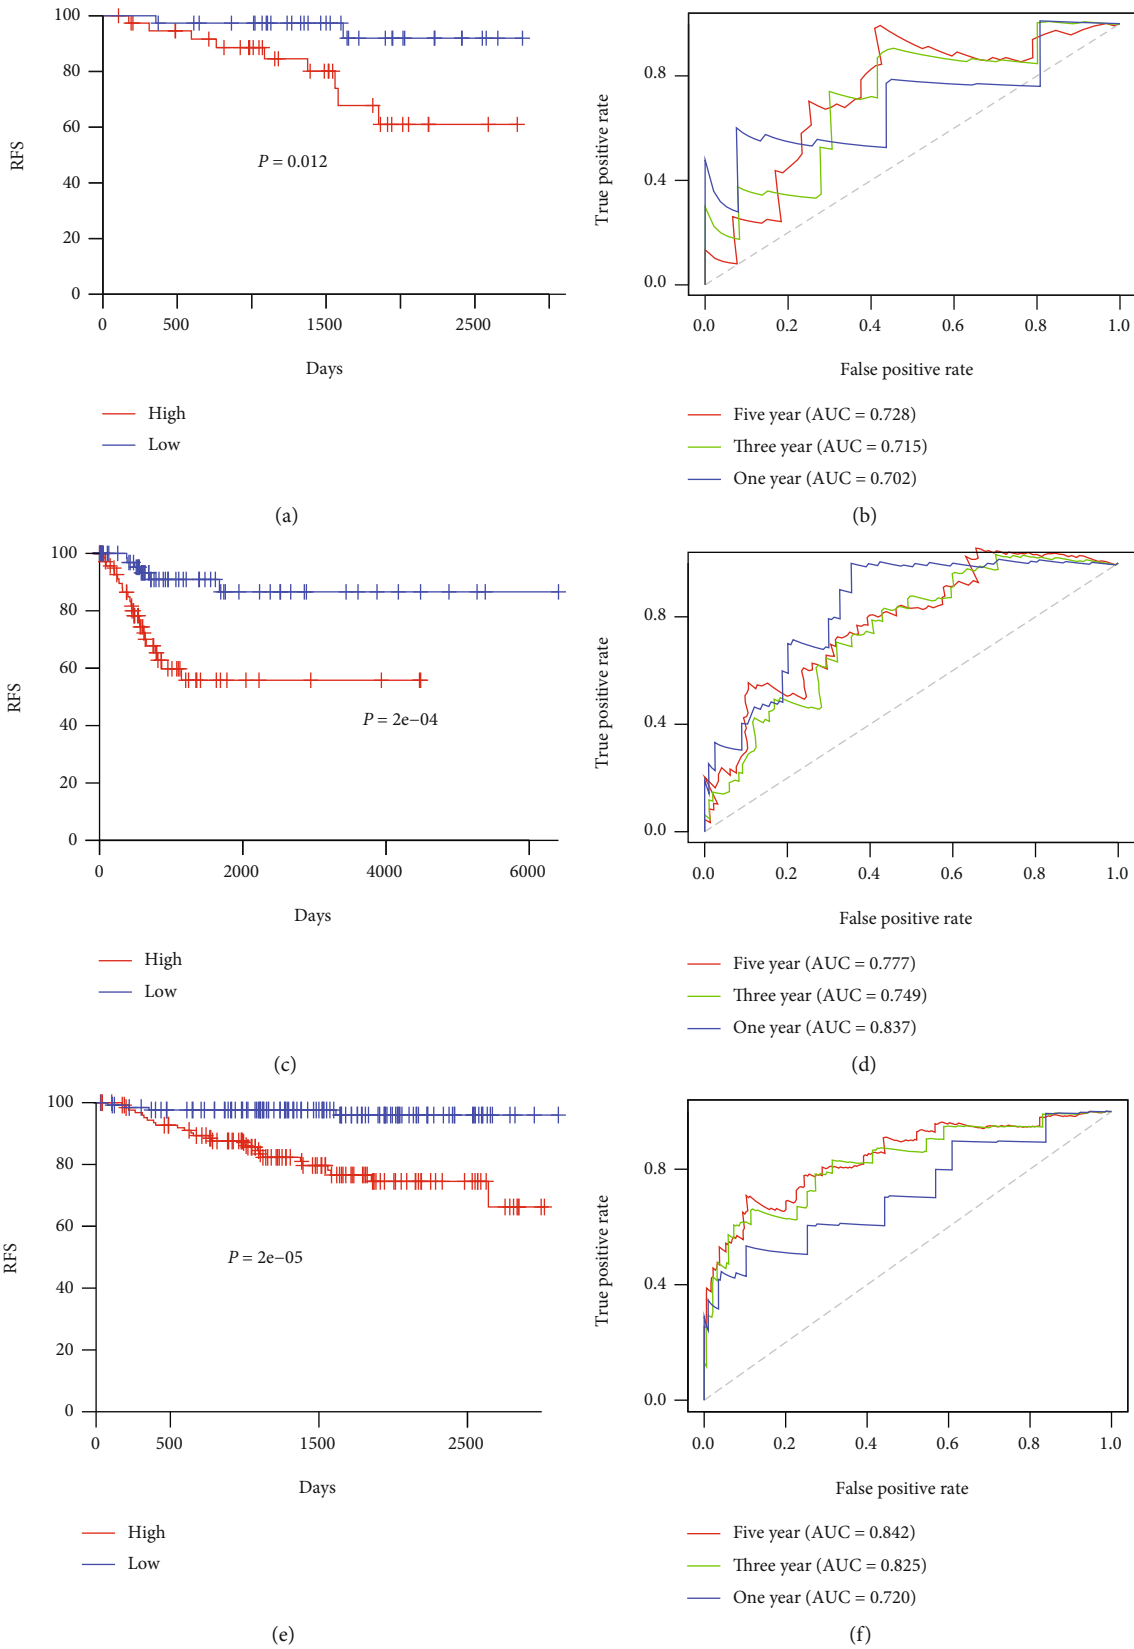 100
80
60
40
20
0
RFS
P = 0.012
0
500
1500
2500
Days
High
Low
(a)
0.8
0.4
0.0
True positive rate
0.0
0.2
0.4
0.6
0.8
1.0
False positive rate
Five year (AUC = 0.728)
Three year (AUC = 0.715)
One year (AUC = 0.702)
(b)
100
80
60
40
20
0
RFS
P = 2e−04
0
2000
4000
6000
Days
High
Low
(c)
0.8
0.4
0.0
True positive rate
0.0
0.2
0.4
0.6
0.8
1.0
False positive rate
Five year (AUC = 0.777)
Three year (AUC = 0.749)
One year (AUC = 0.837)
(d)
100
80
60
40
20
0
RFS
P = 2e−05
0
500
1500
2500
Days
High
Low
(e)
0.8
0.4
0.0
True positive rate
0.0
0.2
0.4
0.6
0.8
1.0
False positive rate
Five year (AUC = 0.842)
Three year (AUC = 0.825)
One year (AUC = 0.720)
(f)